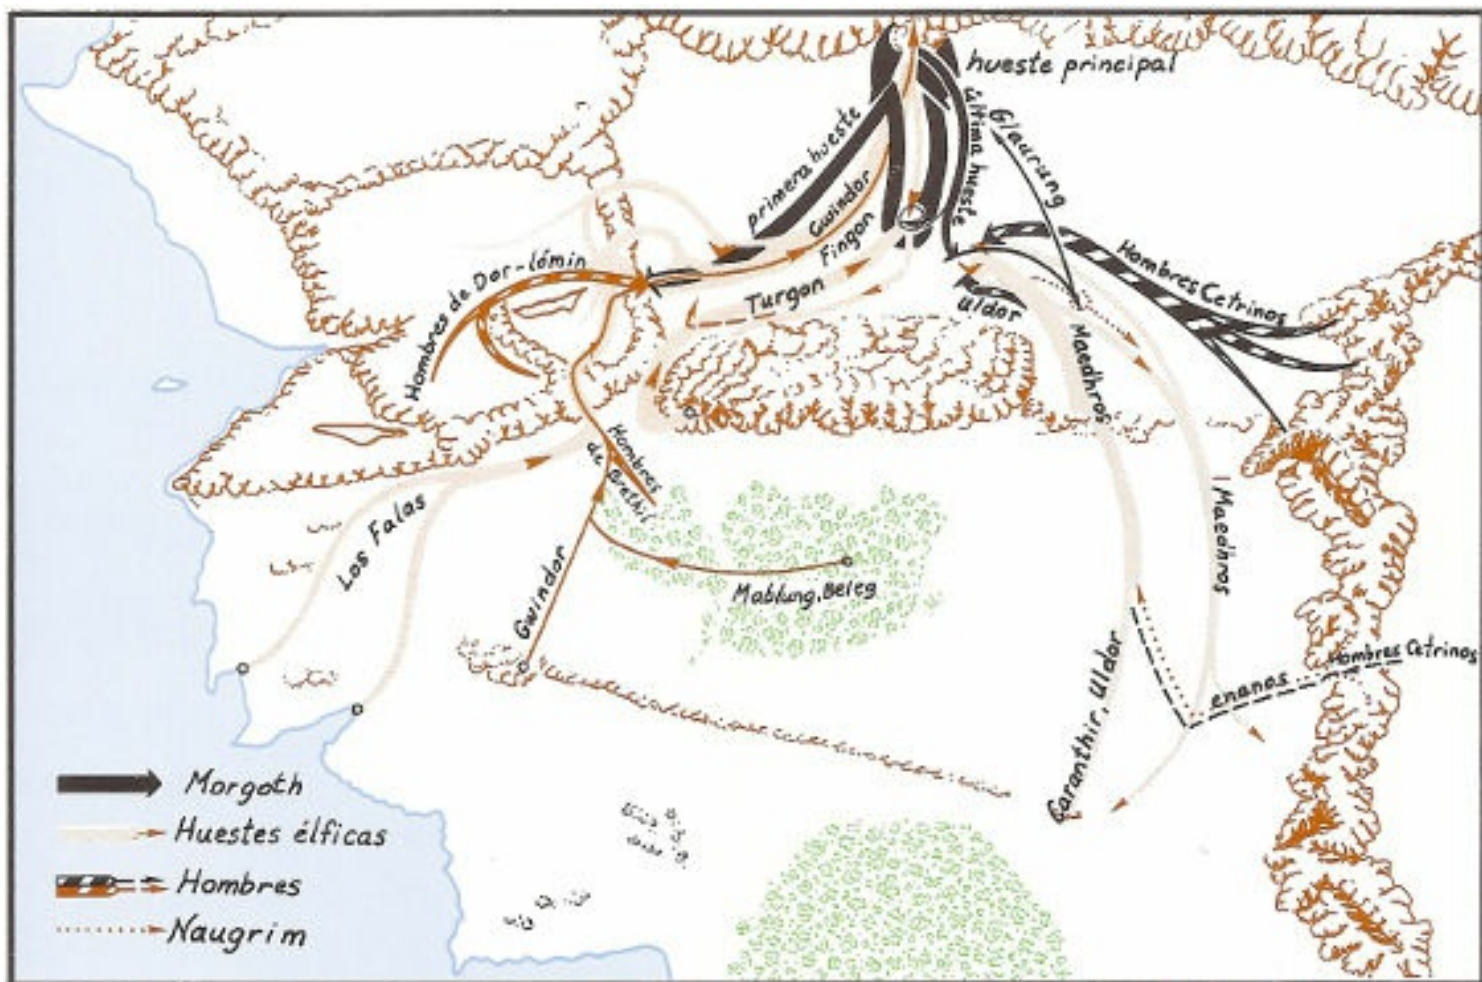 hueste principal
primera hueste
última hueste
Glaurung
Gwindor
Fingon
Turgon
Hombres de Dor-lómin
Hombres Cetrinos
Uldor
Maedhros
Hombres
de Brethil
Los Falas
Maedhros
Gwindor
Mablung, Beleg
Caranthir, Uldor
enanos
Hombres Cetrinos
Morgoth
Huestes élficas
Hombres
Naugrim